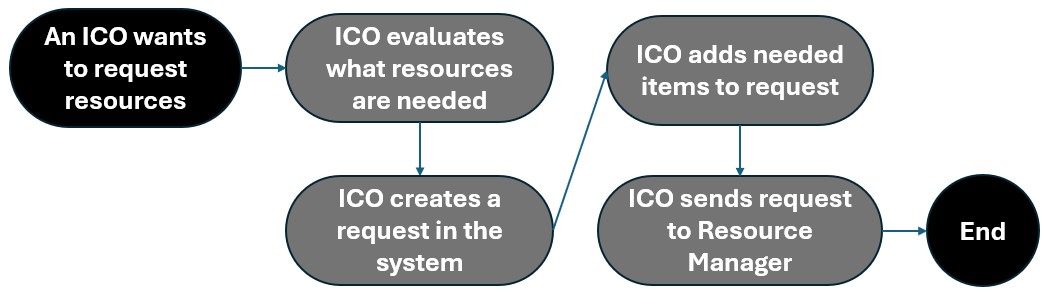 An ICO wants
to request
resources
ICO evaluates
what resources
are needed
ICO creates a
request in the
system
ICO adds needed
items to request
ICO sends request
to Resource
Manager
End